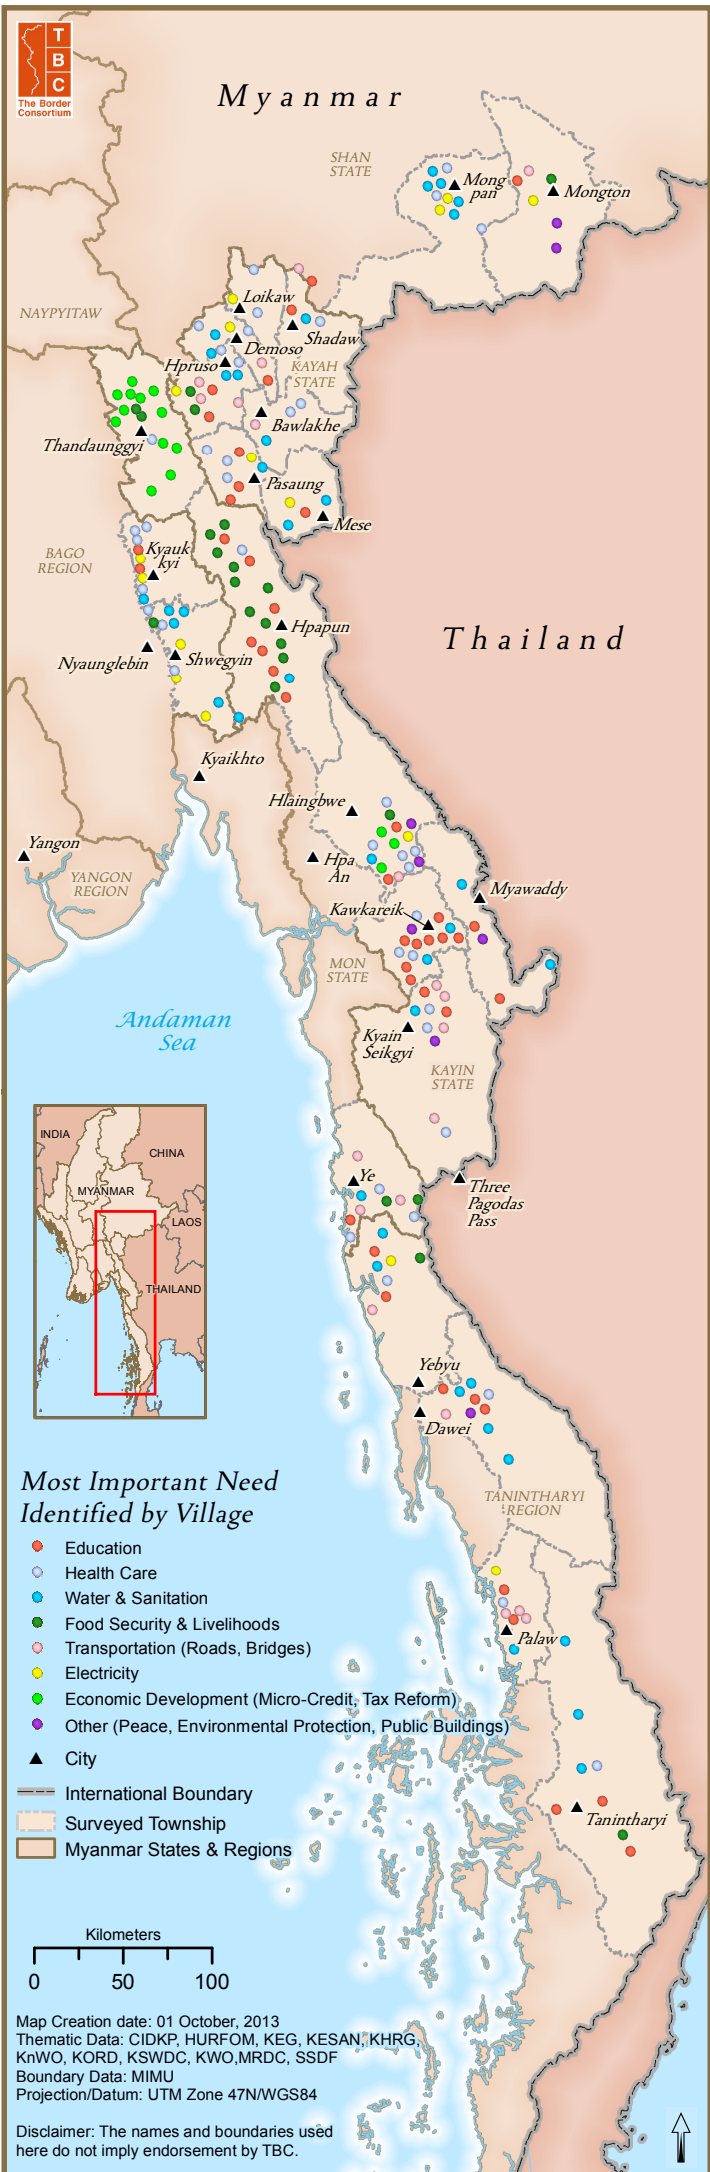 T
B
C
The Border
Consortium
Myanmar
SHAN
STATE
Mong
pan
Mongton
Loikaw
NAYPYITAW
Shadaw
Demoso
Hpruso
KAYAH
STATE
Bawlakhe
Thandaunggyi
Pasaung
Mese
BAGO
REGION
Kyauk
kyi
Hpapun
Thailand
Nyaunglebin
Shwegyin
Kyaikhto
Hlaingbwe
Yangon
Hpa
An
YANGON
REGION
Myawaddy
Kawkareik
MON
STATE
Andaman
Sea
Kyain
Seikgyi
KAYIN
STATE
INDIA
CHINA
MYANMAR
LAOS
THAILAND
Ye
Three
Pagodas
Pass
Yebyu
Dawei
TANINTHARYI
REGION
Most Important Need
Identified by Village
Education
Health Care
Water & Sanitation
Food Security & Livelihoods
Transportation (Roads, Bridges)
Electricity
Economic Development (Micro-Credit, Tax Reform)
Other (Peace, Environmental Protection, Public Buildings)
City
International Boundary
Surveyed Township
Myanmar States & Regions
Palaw
Tanintharyi
Kilometers
0 50 100
Map Creation date: 01 October, 2013
Thematic Data: CIDKP, HURFOM, KEG, KESAN, KHRG,
KnWO, KORD, KSWDC, KWO,MRDC, SSDF
Boundary Data: MIMU
Projection/Datum: UTM Zone 47N/WGS84
Disclaimer: The names and boundaries used
here do not imply endorsement by TBC.